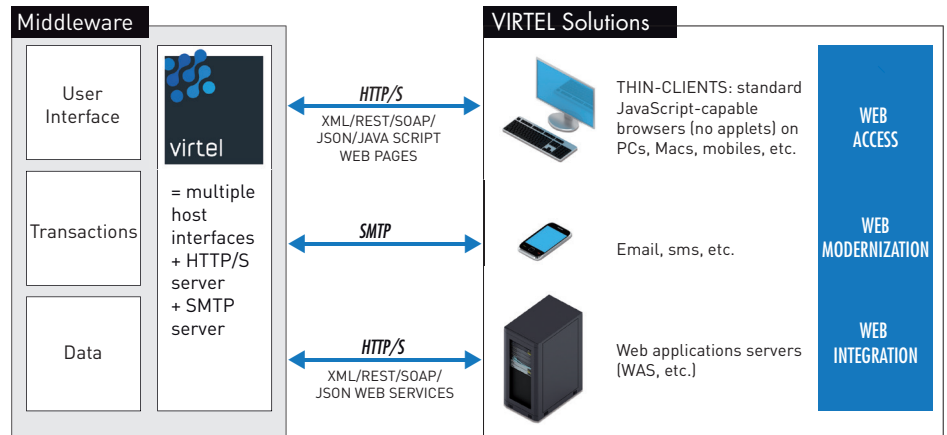 Middleware
User
Interface
Transactions
Data
virtel
= multiple
host
interfaces
+ HTTP/S
server
+ SMTP
server
HTTP/S
XML/REST/SOAP/
JSON/JAVA SCRIPT
WEB PAGES
SMTP
HTTP/S
XML/REST/SOAP/
JSON WEB SERVICES
VIRTEL Solutions
THIN-CLIENTS: standard
JavaScript-capable
browsers (no applets) on
PCs, Macs, mobiles, etc.
Email, sms, etc.
Web applications servers
(WAS, etc.)
WEB
ACCESS
WEB
MODERNIZATION
WEB
INTEGRATION